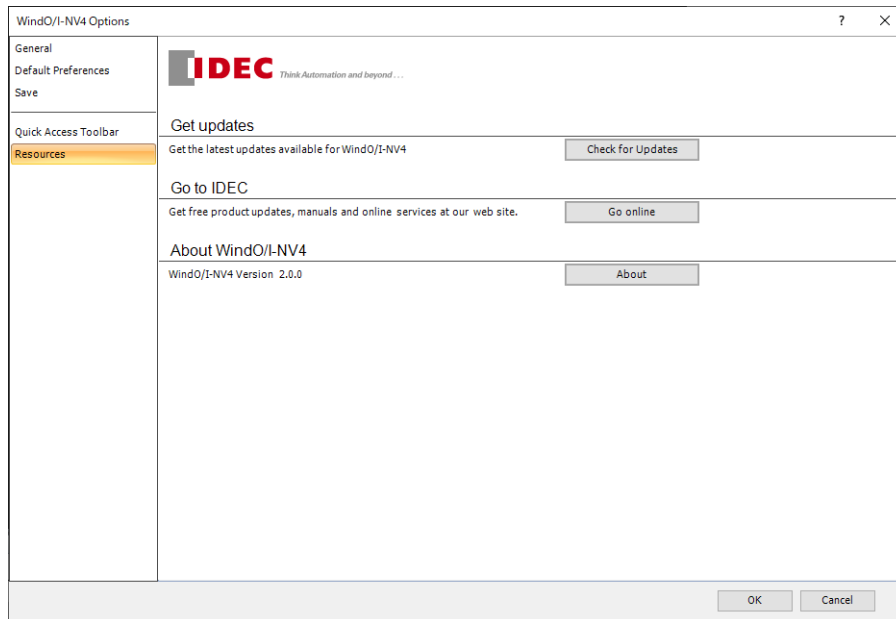 WindO/I-NV4 Options
?
General
Default Preferences
Save
Quick Access Toolbar
Resources
IDEC Think Automation and beyond...
Get updates
Get the latest updates available for WindO/I-NV4
Check for Updates
Go to IDEC
Get free product updates, manuals and online services at our web site.
Go online
About WindO/I-NV4
WindO/I-NV4 Version 2.0.0
About
OK
Cancel